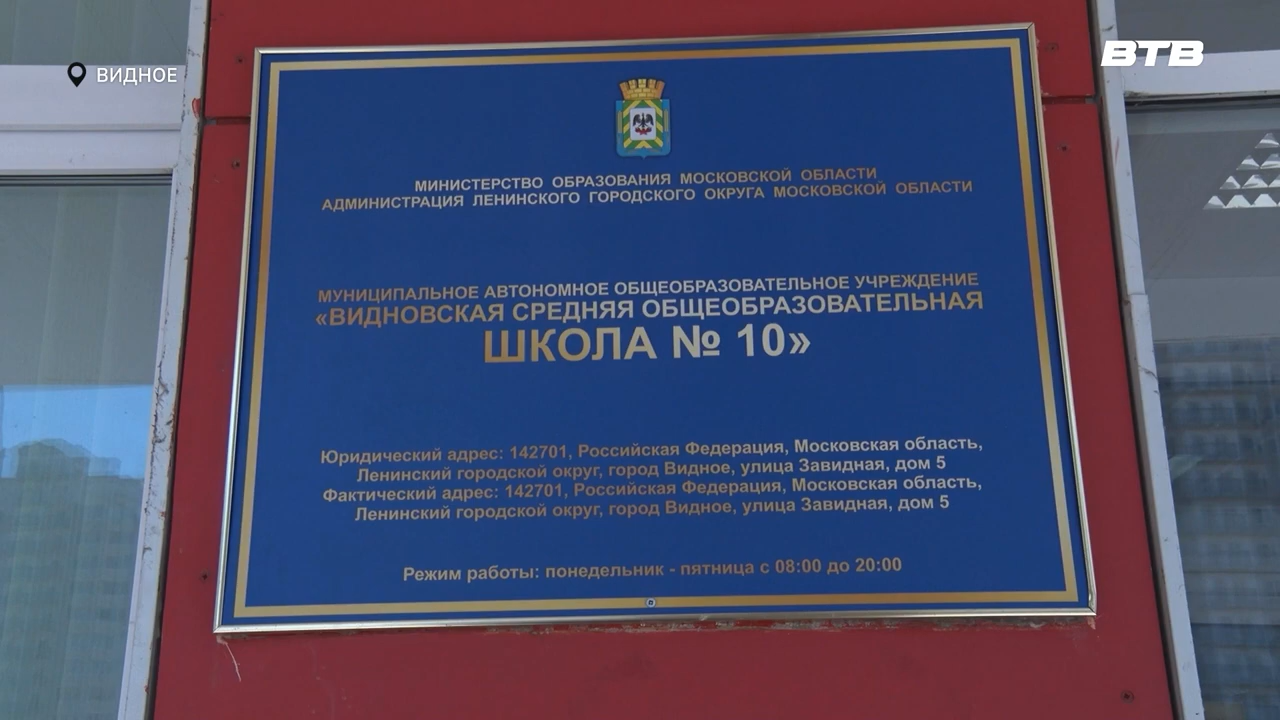 ВИДНОЕ
ВТВ
МИНИСТЕРСТВО ОБРАЗОВАНИЯ МОСКОВСКОЙ ОБЛАСТИ
АДМИНИСТРАЦИЯ ЛЕНИНСКОГО ГОРОДСКОГО ОКРУГА МОСКОВСКОЙ ОБЛАСТИ
МУНИЦИПАЛЬНОЕ АВТОНОМНОЕ ОБЩЕОБРАЗОВАТЕЛЬНОЕ УЧРЕЖДЕНИЕ
«ВИДНОВСКАЯ СРЕДНЯЯ ОБЩЕОБРАЗОВАТЕЛЬНАЯ
ШКОЛА № 10»
Юридический адрес: 142701, Российская Федерация, Московская область,
Ленинский городской округ, город Видное, улица Завидная, дом 5
Фактический адрес: 142701, Российская Федерация, Московская область,
Ленинский городской округ, город Видное, улица Завидная, дом 5
Режим работы: понедельник - пятница с 08:00 до 20:00